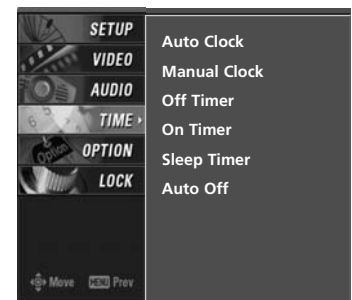 SETUP
VIDEO
AUDIO
TIME
OPTION
LOCK
Move MENU Prev
Auto Clock
Manual Clock
Off Timer
On Timer
Sleep Timer
Auto Off